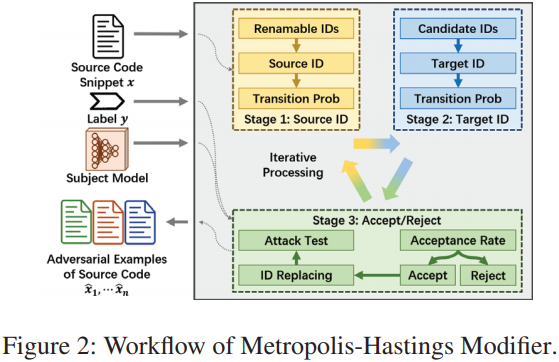 Source Code
Snippet x
Label y
Subject Model
Adversarial Examples
of Source Code
x̂₁, ⋯ x̂ₙ
Renamable IDs
Source ID
Transition Prob
Stage 1: Source ID
Candidate IDs
Target ID
Transition Prob
Stage 2: Target ID
Iterative
Processing
Stage 3: Accept/Reject
Attack Test
Acceptance Rate
ID Replacing
Accept
Reject
Figure 2: Workflow of Metropolis-Hastings Modifier.